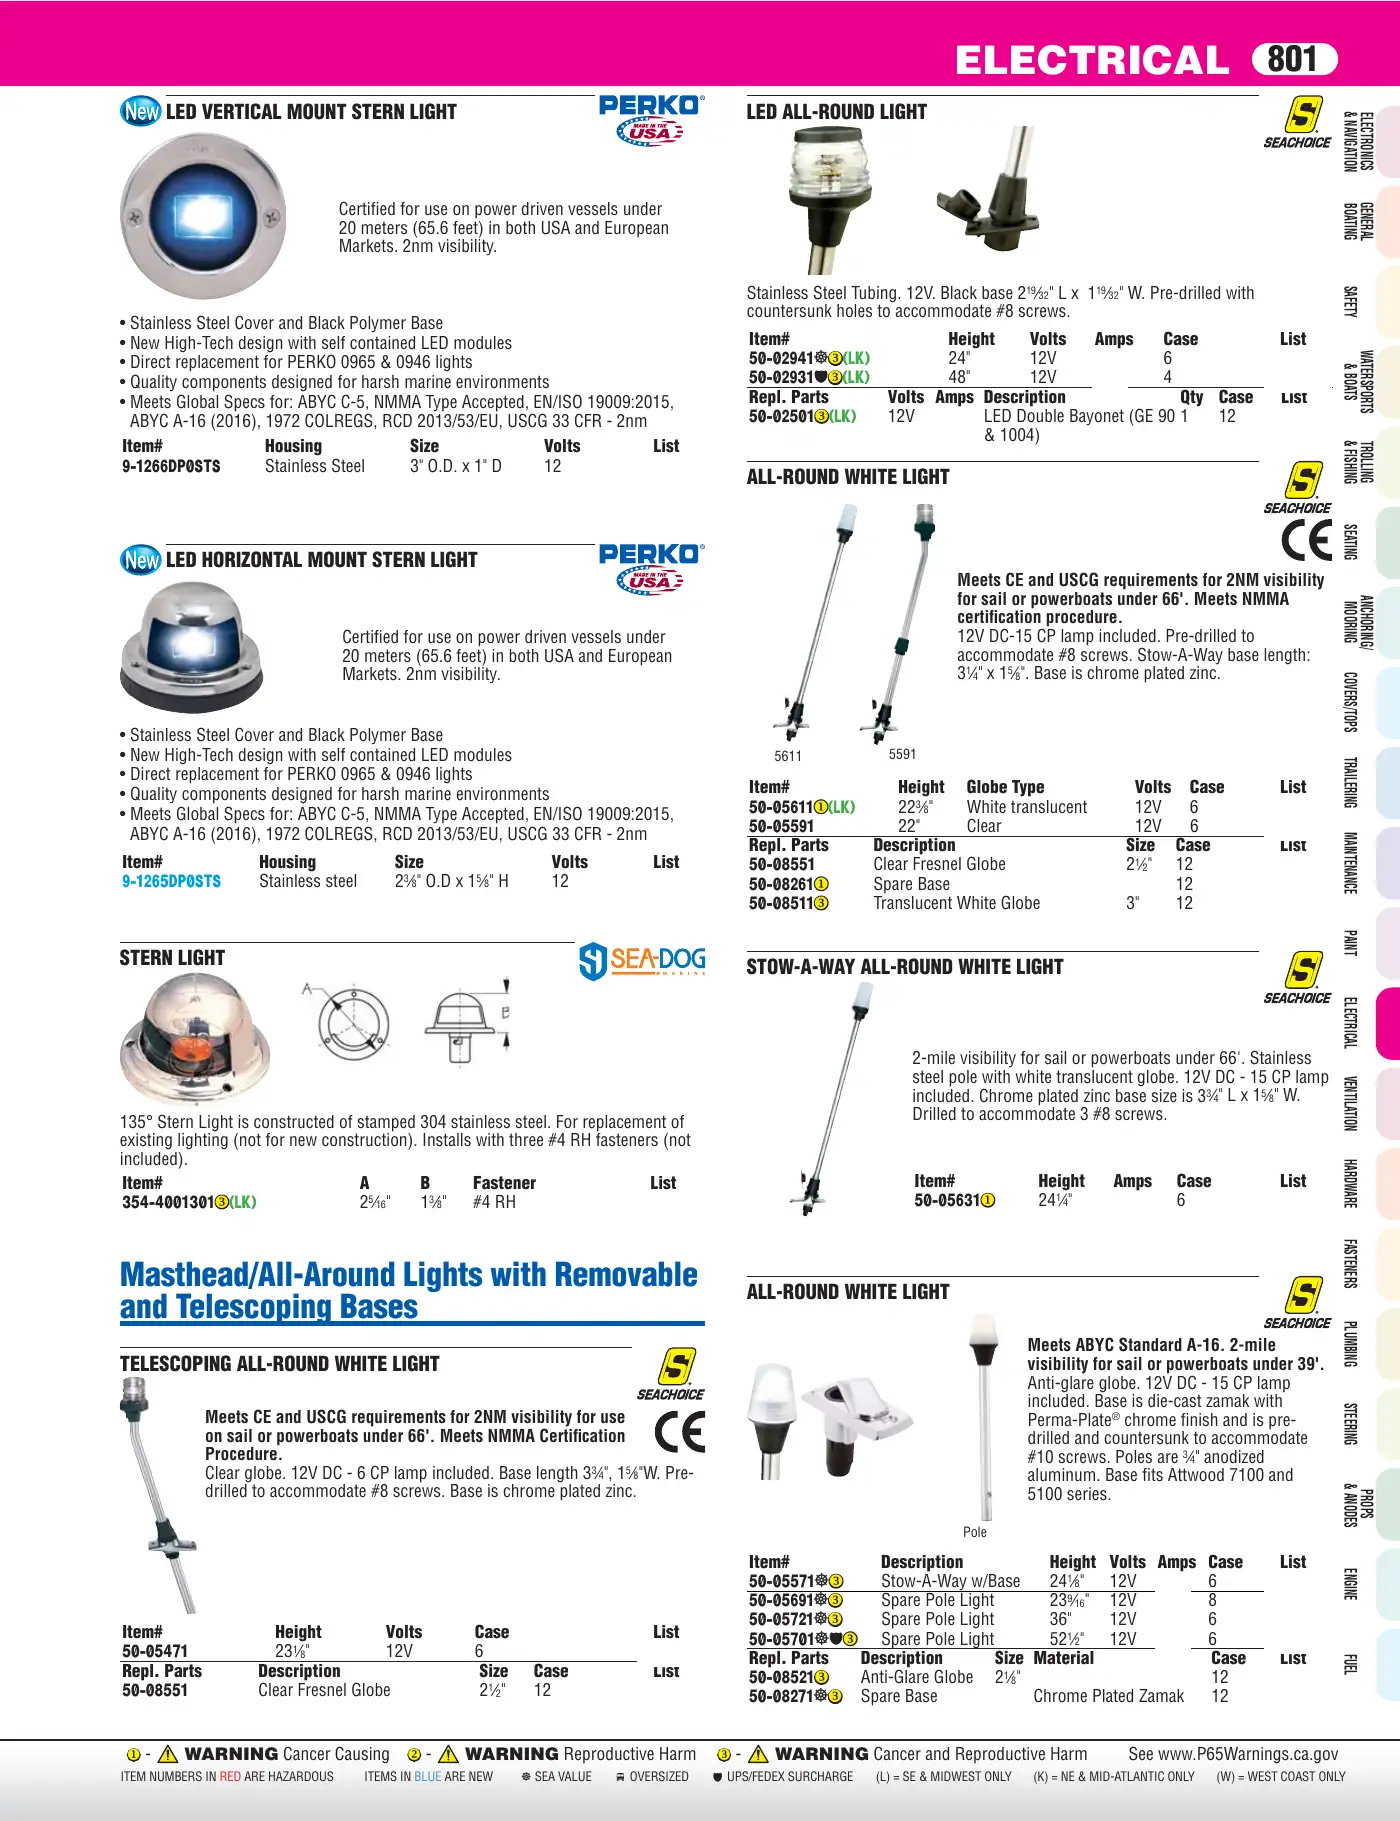 ELECTRICAL 801
New LED VERTICAL MOUNT STERN LIGHT
PERKO®
MADE IN THE
USA
Certified for use on power driven vessels under
20 meters (65.6 feet) in both USA and European
Markets. 2nm visibility.
• Stainless Steel Cover and Black Polymer Base
• New High-Tech design with self contained LED modules
• Direct replacement for PERKO 0965 & 0946 lights
• Quality components designed for harsh marine environments
• Meets Global Specs for: ABYC C-5, NMMA Type Accepted, EN/ISO 19009:2015,
ABYC A-16 (2016), 1972 COLREGS, RCD 2013/53/EU, USCG 33 CFR - 2nm
Item# Housing Size Volts List
9-1266DP0STS Stainless Steel 3" O.D. x 1" D 12
New LED HORIZONTAL MOUNT STERN LIGHT
PERKO®
MADE IN THE
USA
Certified for use on power driven vessels under
20 meters (65.6 feet) in both USA and European
Markets. 2nm visibility.
• Stainless Steel Cover and Black Polymer Base
• New High-Tech design with self contained LED modules
• Direct replacement for PERKO 0965 & 0946 lights
• Quality components designed for harsh marine environments
• Meets Global Specs for: ABYC C-5, NMMA Type Accepted, EN/ISO 19009:2015,
ABYC A-16 (2016), 1972 COLREGS, RCD 2013/53/EU, USCG 33 CFR - 2nm
Item# Housing Size Volts List
9-1265DP0STS Stainless steel 2⅜" O.D x 1⅝" H 12
STERN LIGHT
SEA-DOG
MARINE
A
B
135° Stern Light is constructed of stamped 304 stainless steel. For replacement of
existing lighting (not for new construction). Installs with three #4 RH fasteners (not
included).
Item# A B Fastener List
354-4001301③(LK) 2⁵⁄₁₆" 1⅜" #4 RH
Masthead/All-Around Lights with Removable
and Telescoping Bases
TELESCOPING ALL-ROUND WHITE LIGHT
S
SEACHOICE
CE
Meets CE and USCG requirements for 2NM visibility for use
on sail or powerboats under 66'. Meets NMMA Certification
Procedure.
Clear globe. 12V DC - 6 CP lamp included. Base length 3¾", 1⅝"W. Pre-
drilled to accommodate #8 screws. Base is chrome plated zinc.
Item# Height Volts Case List
50-05471 23⅛" 12V 6
Repl. Parts Description Size Case List
50-08551 Clear Fresnel Globe 2½" 12
LED ALL-ROUND LIGHT
S
SEACHOICE
Stainless Steel Tubing. 12V. Black base 2¹⁹⁄₃₂" L x 1¹⁹⁄₃₂" W. Pre-drilled with
countersunk holes to accommodate #8 screws.
Item# Height Volts Amps Case List
50-02941③(LK) 24" 12V 6
50-02931③(LK) 48" 12V 4
Repl. Parts Volts Amps Description Qty Case List
50-02501③(LK) 12V LED Double Bayonet (GE 90 1 12
& 1004)
ALL-ROUND WHITE LIGHT
S
SEACHOICE
CE
Meets CE and USCG requirements for 2NM visibility
for sail or powerboats under 66'. Meets NMMA
certification procedure.
12V DC-15 CP lamp included. Pre-drilled to
accommodate #8 screws. Stow-A-Way base length:
3¼" x 1⅝". Base is chrome plated zinc.
5611 5591
Item# Height Globe Type Volts Case List
50-05611①(LK) 22⅜" White translucent 12V 6
50-05591 22" Clear 12V 6
Repl. Parts Description Size Case List
50-08551 Clear Fresnel Globe 2½" 12
50-08261① Spare Base 12
50-08511③ Translucent White Globe 3" 12
STOW-A-WAY ALL-ROUND WHITE LIGHT
S
SEACHOICE
2-mile visibility for sail or powerboats under 66'. Stainless
steel pole with white translucent globe. 12V DC - 15 CP lamp
included. Chrome plated zinc base size is 3¾" L x 1⅝" W.
Drilled to accommodate 3 #8 screws.
Item# Height Amps Case List
50-05631① 24¼" 6
ALL-ROUND WHITE LIGHT
S
SEACHOICE
Meets ABYC Standard A-16. 2-mile
visibility for sail or powerboats under 39'.
Anti-glare globe. 12V DC - 15 CP lamp
included. Base is die-cast zamak with
Perma-Plate® chrome finish and is pre-
drilled and countersunk to accommodate
#10 screws. Poles are ¾" anodized
aluminum. Base fits Attwood 7100 and
5100 series.
Pole
Item# Description Height Volts Amps Case List
50-05571③ Stow-A-Way w/Base 24⅛" 12V 6
50-05691③ Spare Pole Light 23⁹⁄₁₆" 12V 8
50-05721③ Spare Pole Light 36" 12V 6
50-05701③ Spare Pole Light 52½" 12V 6
Repl. Parts Description Size Material Case List
50-08521③ Anti-Glare Globe 2⅛" 12
50-08271③ Spare Base Chrome Plated Zamak 12
ELECTRONICS
& NAVIGATION
GENERAL
BOATING
SAFETY
WATERSPORTS
& BOATS
TROLLING
& FISHING
SEATING
ANCHORING/
MOORING
COVERS/TOPS
TRAILERING
MAINTENANCE
PAINT
ELECTRICAL
VENTILATION
HARDWARE
FASTENERS
PLUMBING
STEERING
PROPS
& ANODES
ENGINE
FUEL
① - WARNING Cancer Causing ② - WARNING Reproductive Harm ③ - WARNING Cancer and Reproductive Harm See www.P65Warnings.ca.gov
ITEM NUMBERS IN RED ARE HAZARDOUS ITEMS IN BLUE ARE NEW SEA VALUE OVERSIZED UPS/FEDEX SURCHARGE (L) = SE & MIDWEST ONLY (K) = NE & MID-ATLANTIC ONLY (W) = WEST COAST ONLY